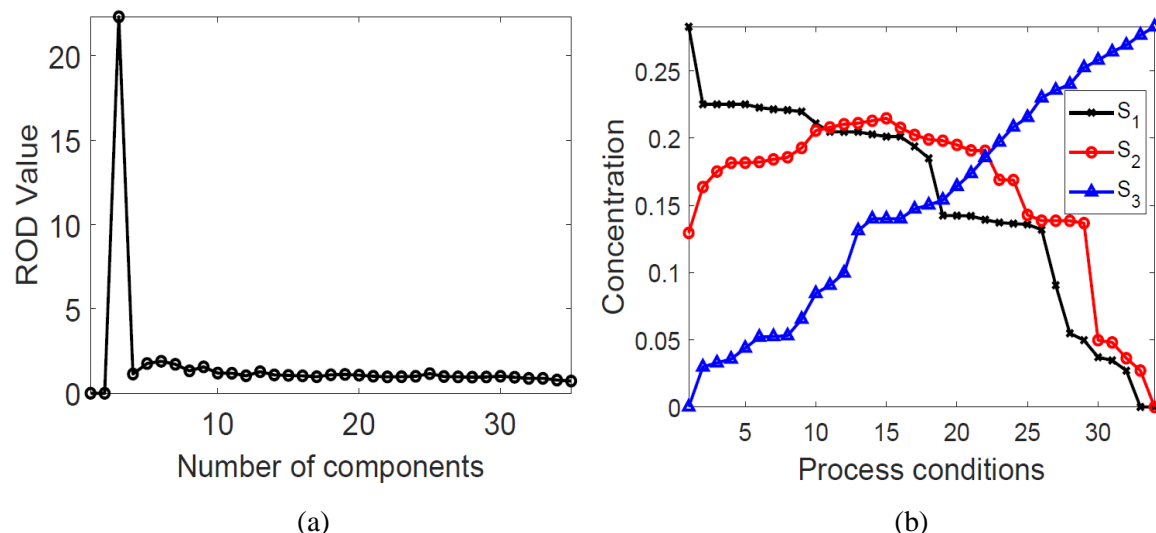 ROD Value
20
15
10
5
0
10 20 30
Number of components
(a)
Concentration
0.25
0.2
0.15
0.1
0.05
0
5 10 15 20 25 30
Process conditions
S₁
S₂
S₃
(b)